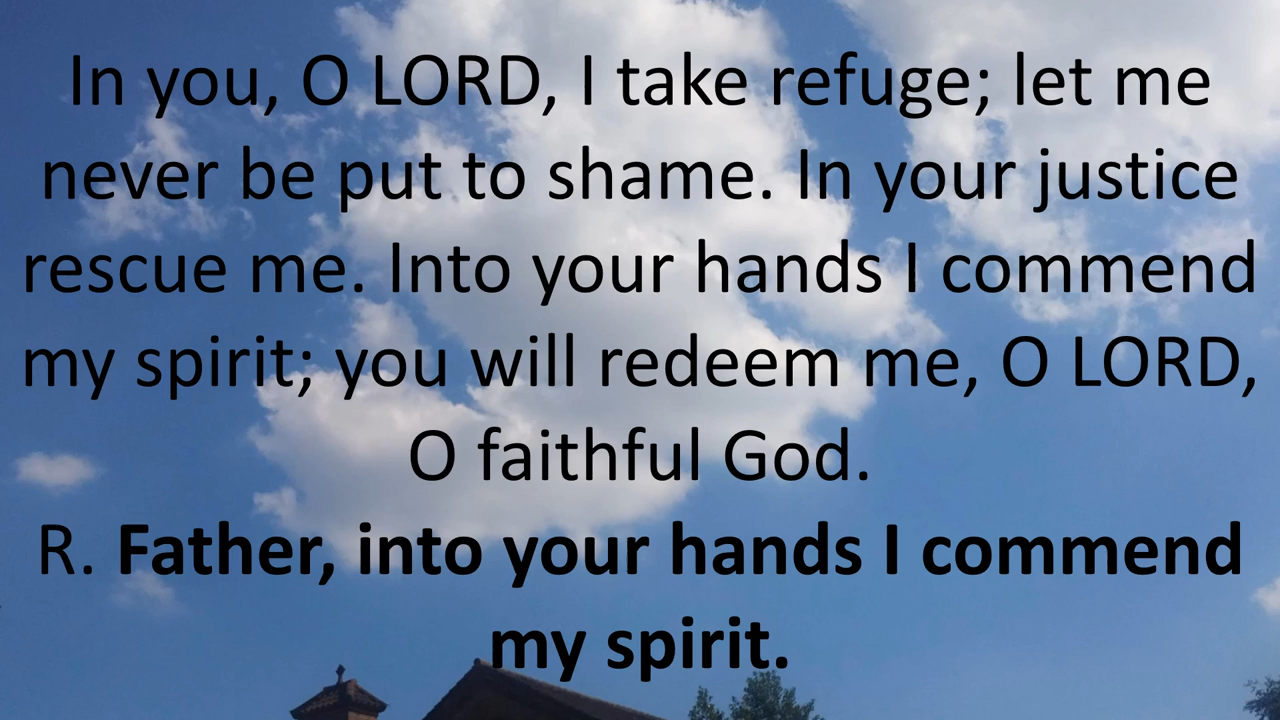 In you, O LORD, I take refuge; let me
never be put to shame. In your justice
rescue me. Into your hands I commend
my spirit; you will redeem me, O LORD,
O faithful God.
R. Father, into your hands I commend
my spirit.